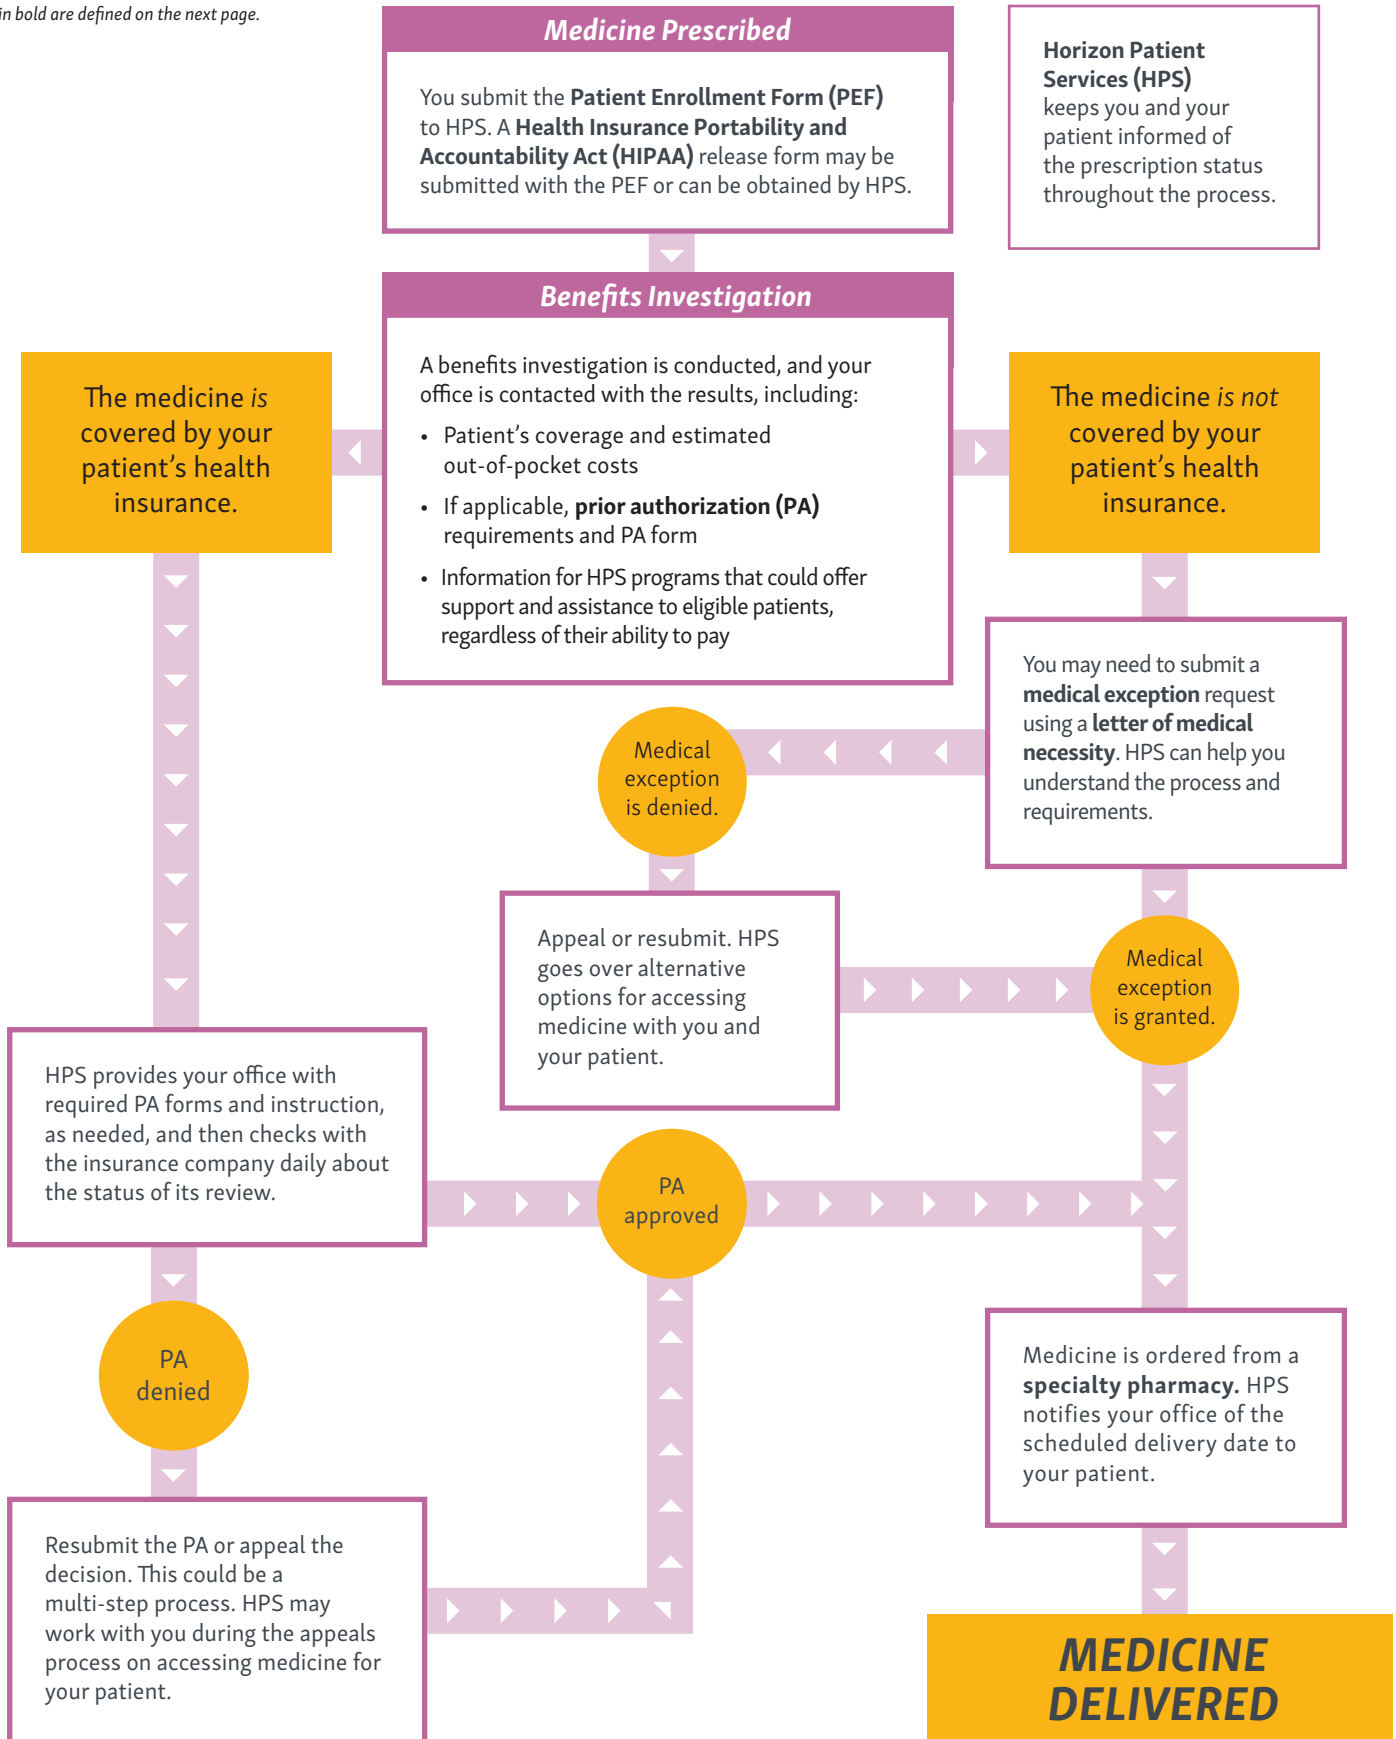 in bold are defined on the next page.
Medicine Prescribed
You submit the Patient Enrollment Form (PEF)
to HPS. A Health Insurance Portability and
Accountability Act (HIPAA) release form may be
submitted with the PEF or can be obtained by HPS.
Horizon Patient
Services (HPS)
keeps you and your
patient informed of
the prescription status
throughout the process.
Benefits Investigation
A benefits investigation is conducted, and your
office is contacted with the results, including:
• Patient's coverage and estimated
out-of-pocket costs
• If applicable, prior authorization (PA)
requirements and PA form
• Information for HPS programs that could offer
support and assistance to eligible patients,
regardless of their ability to pay
The medicine is
covered by your
patient's health
insurance.
The medicine is not
covered by your
patient's health
insurance.
You may need to submit a
medical exception request
using a letter of medical
necessity. HPS can help you
understand the process and
requirements.
Medical
exception
is denied.
Appeal or resubmit. HPS
goes over alternative
options for accessing
medicine with you and
your patient.
Medical
exception
is granted.
HPS provides your office with
required PA forms and instruction,
as needed, and then checks with
the insurance company daily about
the status of its review.
PA
approved
PA
denied
Medicine is ordered from a
specialty pharmacy. HPS
notifies your office of the
scheduled delivery date to
your patient.
Resubmit the PA or appeal the
decision. This could be a
multi-step process. HPS may
work with you during the appeals
process on accessing medicine for
your patient.
MEDICINE
DELIVERED